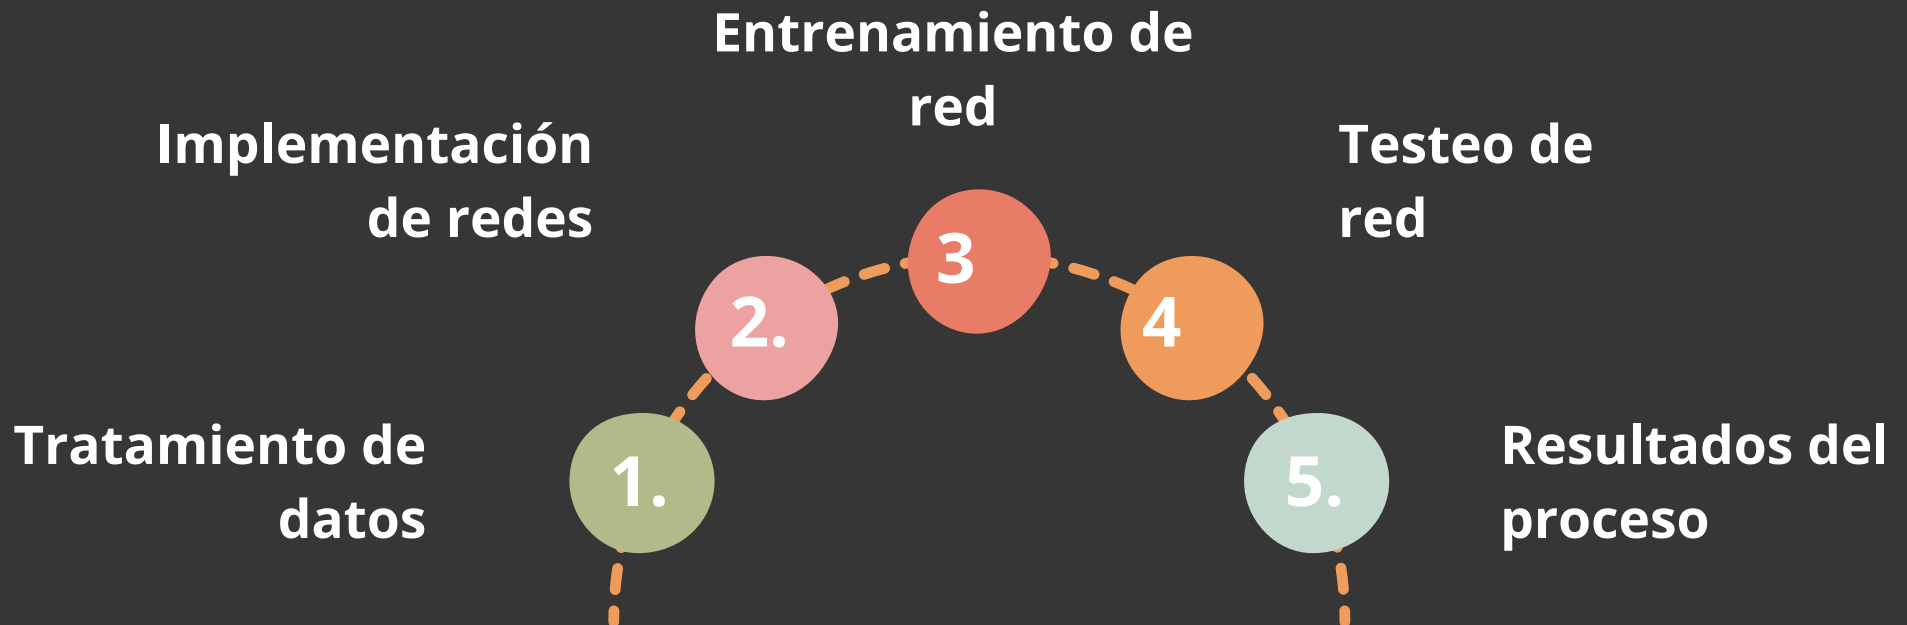 Tratamiento de
datos
1.
Implementación
de redes
2.
Entrenamiento de
red
3
Testeo de
red
4
Resultados del
proceso
5.